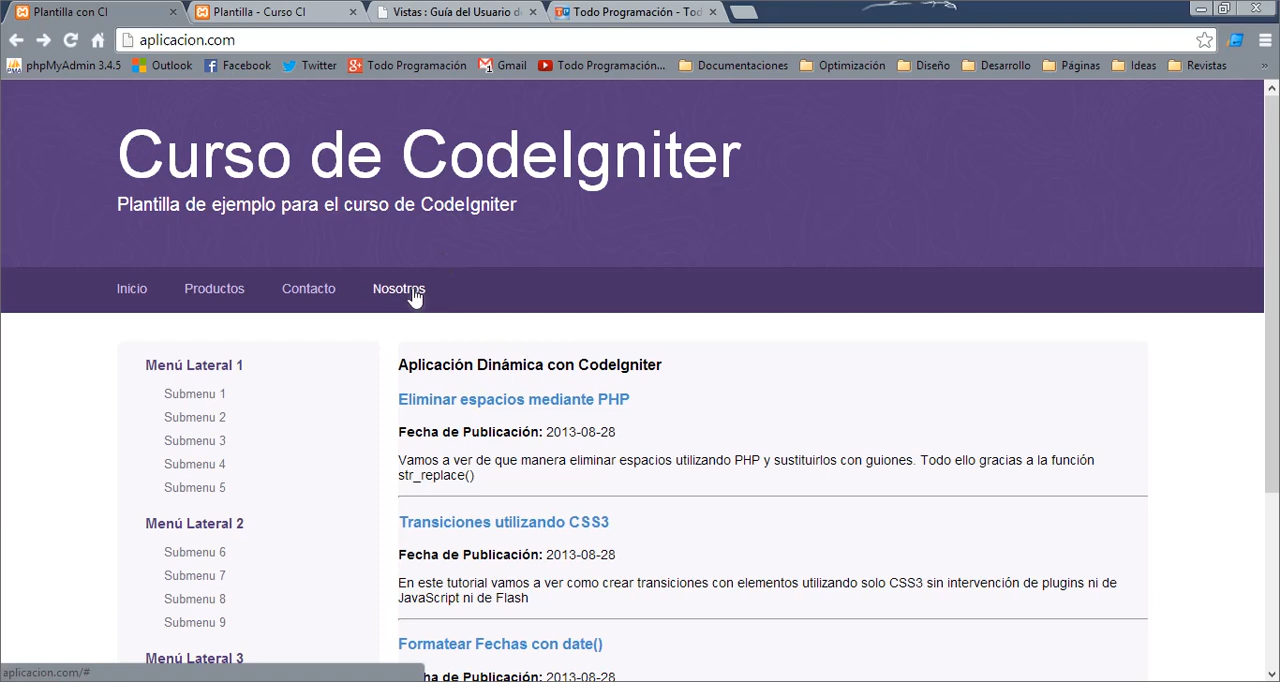 Plantilla con CI
Plantilla - Curso CI
Vistas : Guía del Usuario d
Todo Programación - Tod
aplicacion.com
phpMyAdmin 3.4.5 Outlook Facebook Twitter Todo Programación Gmail Todo Programación... Documentaciones Optimización Diseño Desarrollo Páginas Ideas Revistas »
Curso de CodeIgniter
Plantilla de ejemplo para el curso de CodeIgniter
Inicio Productos Contacto Nosotros
Menú Lateral 1
Submenu 1
Submenu 2
Submenu 3
Submenu 4
Submenu 5
Menú Lateral 2
Submenu 6
Submenu 7
Submenu 8
Submenu 9
Menú Lateral 3
Aplicación Dinámica con CodeIgniter
Eliminar espacios mediante PHP
Fecha de Publicación: 2013-08-28
Vamos a ver de que manera eliminar espacios utilizando PHP y sustituirlos con guiones. Todo ello gracias a la función
str_replace()
Transiciones utilizando CSS3
Fecha de Publicación: 2013-08-28
En este tutorial vamos a ver como crear transiciones con elementos utilizando solo CSS3 sin intervención de plugins ni de
JavaScript ni de Flash
Formatear Fechas con date()
ha de Publicación: 2013-08-28
aplicacion.com/#